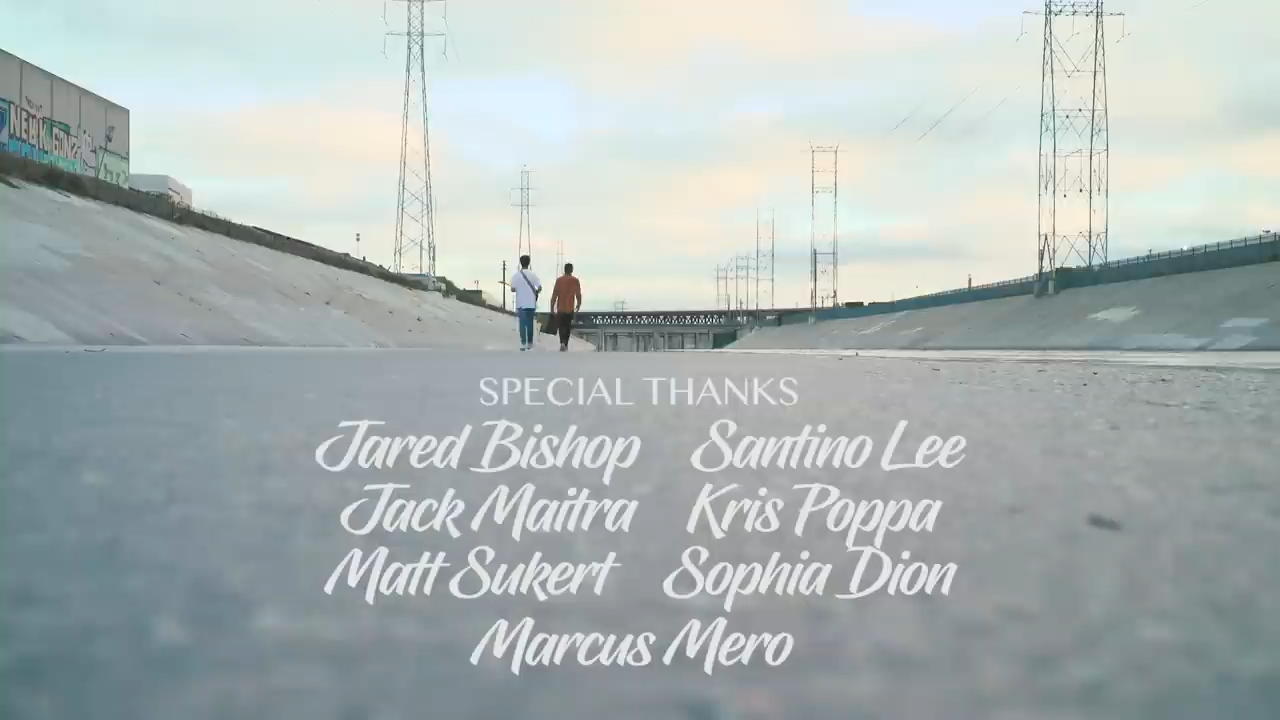 SPECIAL THANKS
Jared Bishop Santino Lee
Jack Maitra Kris Poppa
Matt Sukert Sophia Dion
Marcus Mero